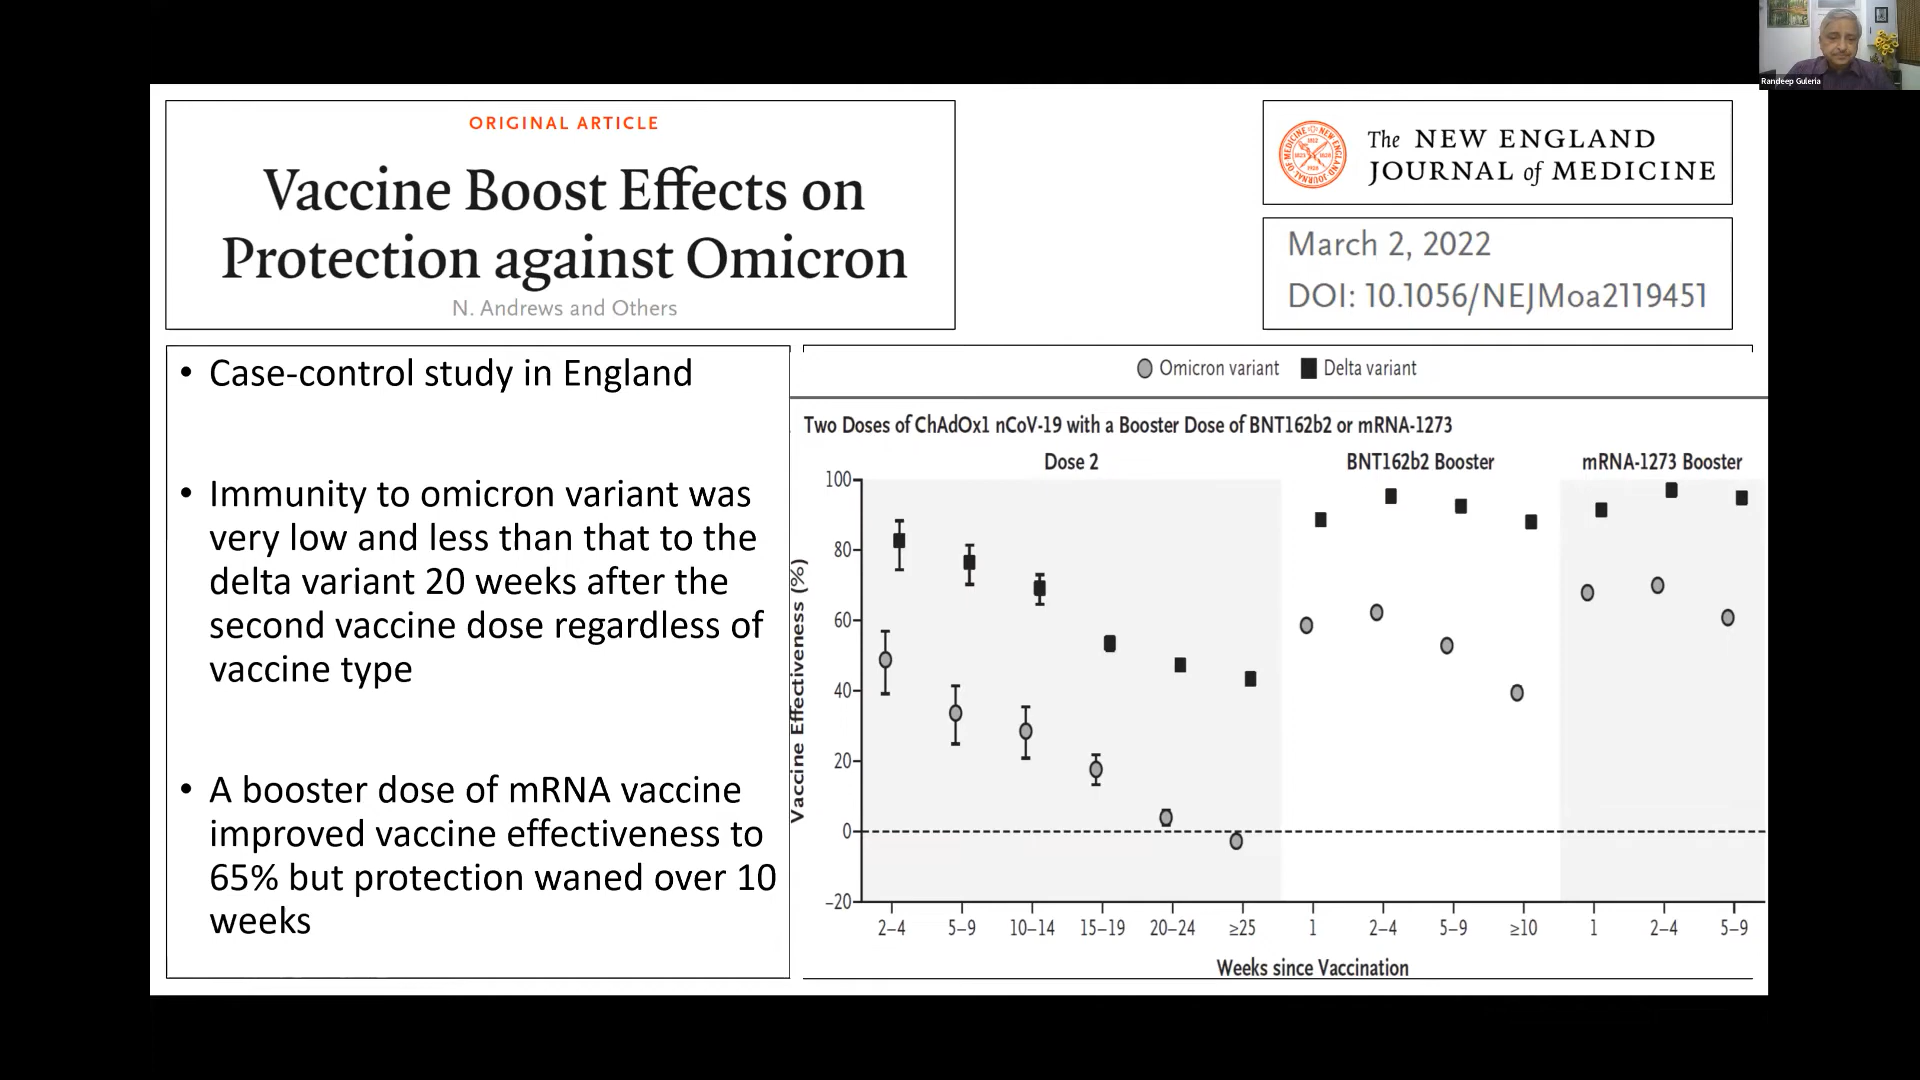 Randeep Guleria
ORIGINAL ARTICLE
Vaccine Boost Effects on
Protection against Omicron
N. Andrews and Others
The NEW ENGLAND
JOURNAL of MEDICINE
March 2, 2022
DOI: 10.1056/NEJMoa2119451
• Case-control study in England
• Immunity to omicron variant was
very low and less than that to the
delta variant 20 weeks after the
second vaccine dose regardless of
vaccine type
• A booster dose of mRNA vaccine
improved vaccine effectiveness to
65% but protection waned over 10
weeks
Omicron variant Delta variant
Two Doses of ChAdOx1 nCoV-19 with a Booster Dose of BNT162b2 or mRNA-1273
Dose 2 BNT162b2 Booster mRNA-1273 Booster
Vaccine Effectiveness (%)
100
80
60
40
20
0
–20
2–4 5–9 10–14 15–19 20–24 ≥25 1 2–4 5–9 ≥10 1 2–4 5–9
Weeks since Vaccination